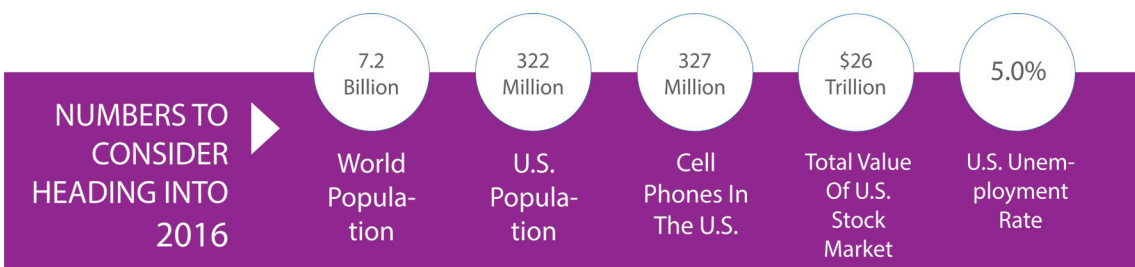 NUMBERS TO
CONSIDER
HEADING INTO
2016
7.2
Billion
World
Popula-
tion
322
Million
U.S.
Popula-
tion
327
Million
Cell
Phones In
The U.S.
$26
Trillion
Total Value
Of U.S.
Stock
Market
5.0%
U.S. Unem-
ployment
Rate